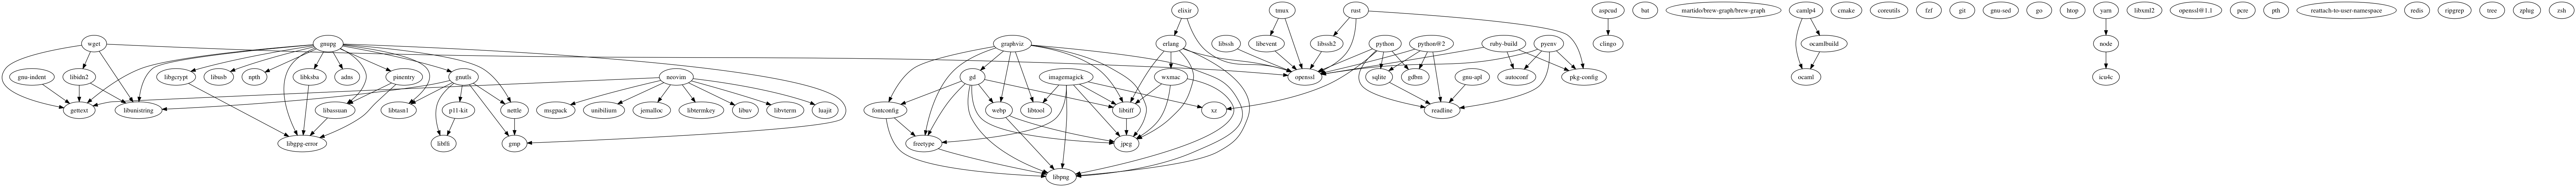 elixir tmux rust aspcud bat martido/brew-graph/brew-graph camlp4 cmake coreutils fzf git gnu-sed go htop yarn libxml2 openssl@1.1 pcre pth reattach-to-user-namespace redis ripgrep tree zplug zsh
wget gnupg graphviz erlang libssh libevent libssh2 python python@2 ruby-build pyenv clingo ocamlbuild node
gnu-indent libidn2 libgcrypt libusb npth libksba adns pinentry gnutls neovim gd imagemagick wxmac openssl sqlite gdbm gnu-apl autoconf pkg-config ocaml icu4c
gettext libunistring libassuan libtasn1 p11-kit nettle msgpack unibilium jemalloc libtermkey libuv libvterm luajit fontconfig webp libtool libtiff xz readline
libgpg-error libffi gmp freetype jpeg
libpng